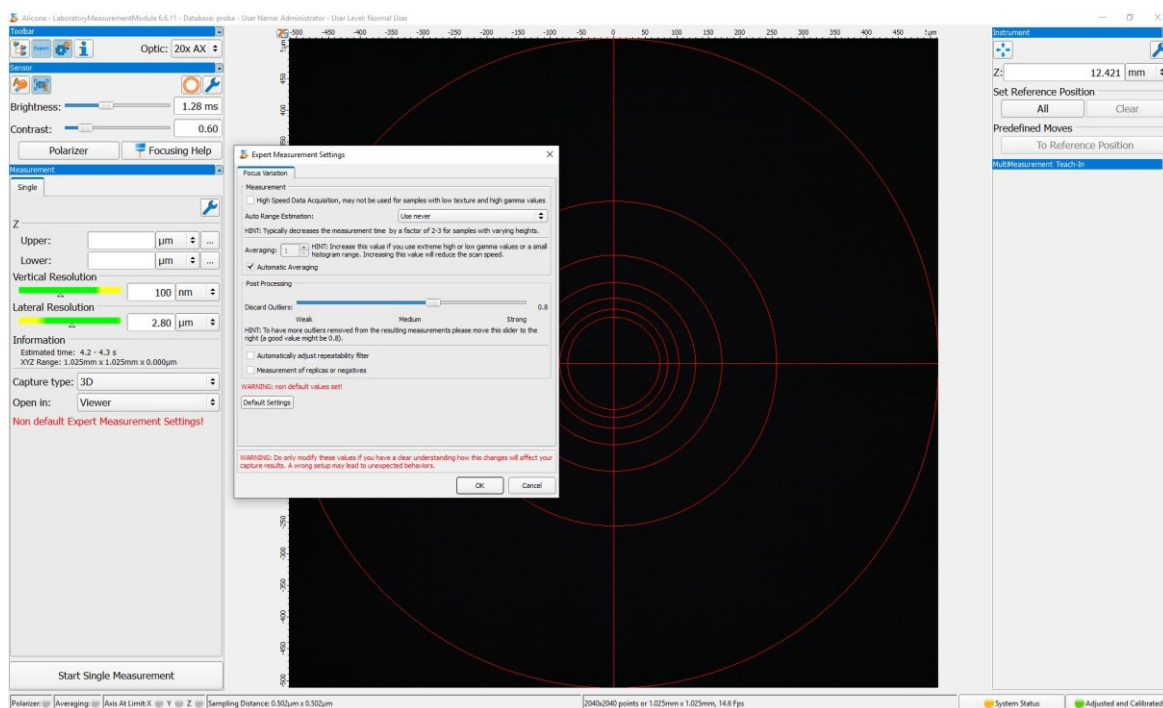 Alicona - LaboratoryMeasurementModule 6.6.11 - Database: proba - User Name: Administrator - User Level: Normal User
Toolbar
Expert
Optic: 20x AX
Sensor
Brightness: 1.28 ms
Contrast: 0.60
Polarizer
Focusing Help
Measurement
Single
Z
Upper: µm ...
Lower: µm ...
Vertical Resolution
100 nm
Lateral Resolution
2.80 µm
Information
Estimated time: 4.2 - 4.3 s
XYZ Range: 1.025mm x 1.025mm x 0.000µm
Capture type: 3D
Open in: Viewer
Non default Expert Measurement Settings!
Start Single Measurement
-500 -450 -400 -350 -300 -250 -200 -150 -100 -50 0 50 100 150 200 250 300 350 400 450 5µm
5µm
450
400
-250
-300
-350
-400
-450
-500
Expert Measurement Settings
Focus Variation
Measurement
High Speed Data Acquisition, may not be used for samples with low texture and high gamma values
Auto Range Estimation: Use never
HINT: Typically decreases the measurement time by a factor of 2-3 for samples with varying heights.
Averaging: 1 HINT: Increase this value if you use extreme high or low gamma values or a small
histogram range. Increasing this value will reduce the scan speed.
Automatic Averaging
Post Processing
Discard Outliers: 0.8
Weak Medium Strong
HINT: To have more outliers removed from the resulting measurements please move this slider to the
right (a good value might be 0.8).
Automatically adjust repeatability filter
Measurement of replicas or negatives
WARNING: non default values set!
Default Settings
WARNING: Do only modify these values if you have a clear understanding how this changes will affect your
capture results. A wrong setup may lead to unexpected behaviors.
OK Cancel
Instrument
Z: 12.421 mm
Set Reference Position
All Clear
Predefined Moves
To Reference Position
MultiMeasurement Teach-In
Polarizer: Averaging: Axis At Limit:X Y Z Sampling Distance: 0.502µm x 0.502µm 2040x2040 points or 1.025mm x 1.025mm, 14.6 Fps System Status Adjusted and Calibrated